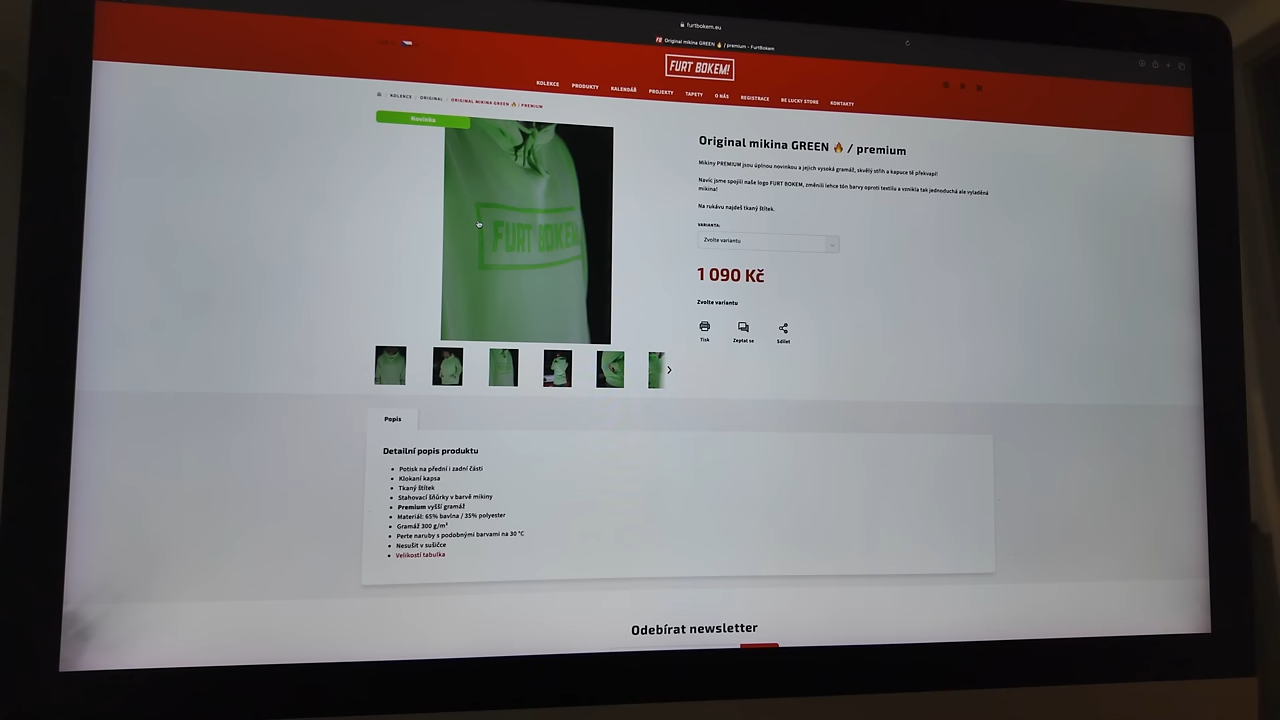 furtbokem.eu
Original mikina GREEN 🔥 / premium - FurtBokem
FURT BOKEM!
KOLEKCE PRODUKTY KALENDÁŘ PROJEKTY TAPETY O NÁS REGISTRACE BE LUCKY STORE KONTAKTY
KOLEKCE / ORIGINAL / ORIGINAL MIKINA GREEN 🔥 / PREMIUM
Novinka
FURT BOKEM
Original mikina GREEN 🔥 / premium
Mikiny PREMIUM jsou úplnou novinkou a jejich vysoká gramáž, skvělý střih a kapuce tě překvapí!
Navíc jsme spojili naše logo FURT BOKEM, změnili lehce tón barvy oproti textilu a vznikla tak jednoduchá ale vyladěná
mikina!
Na rukávu najdeš tkaný štítek.
VARIANTA:
Zvolte variantu
1 090 Kč
Zvolte variantu
Tisk Zeptat se Sdílet
Popis
Detailní popis produktu
Potisk na přední i zadní části
Klokaní kapsa
Tkaný štítek
Stahovací šňůrky v barvě mikiny
Premium vyšší gramáž
Materiál: 65% bavlna / 35% polyester
Gramáž 300 g/m²
Perte naruby s podobnými barvami na 30 °C
Nesušit v sušičce
Velikostí tabulka
Odebírat newsletter